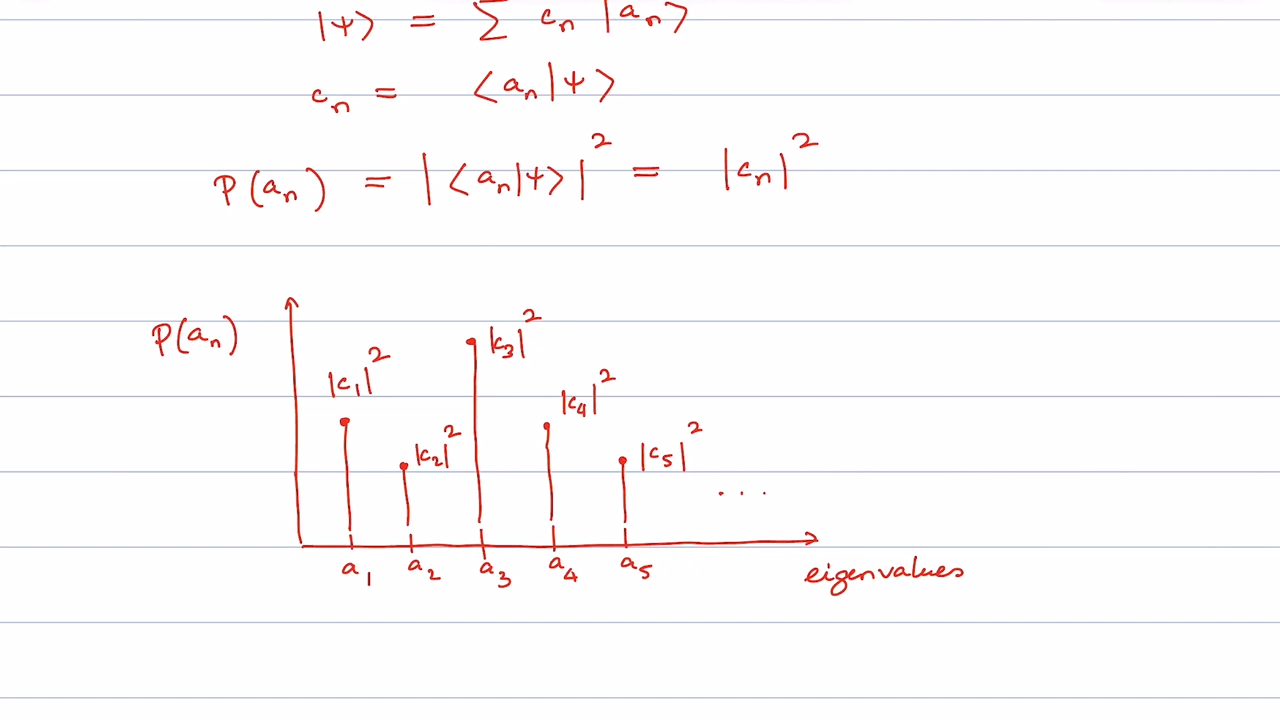 |ψ⟩ = Σ cₙ |aₙ⟩
cₙ = ⟨aₙ|ψ⟩
P(aₙ) = |⟨aₙ|ψ⟩|² = |cₙ|²
P(aₙ)
|c₁|² |c₂|² |c₃|² |c₄|² |c₅|² . . .
a₁ a₂ a₃ a₄ a₅
eigenvalues